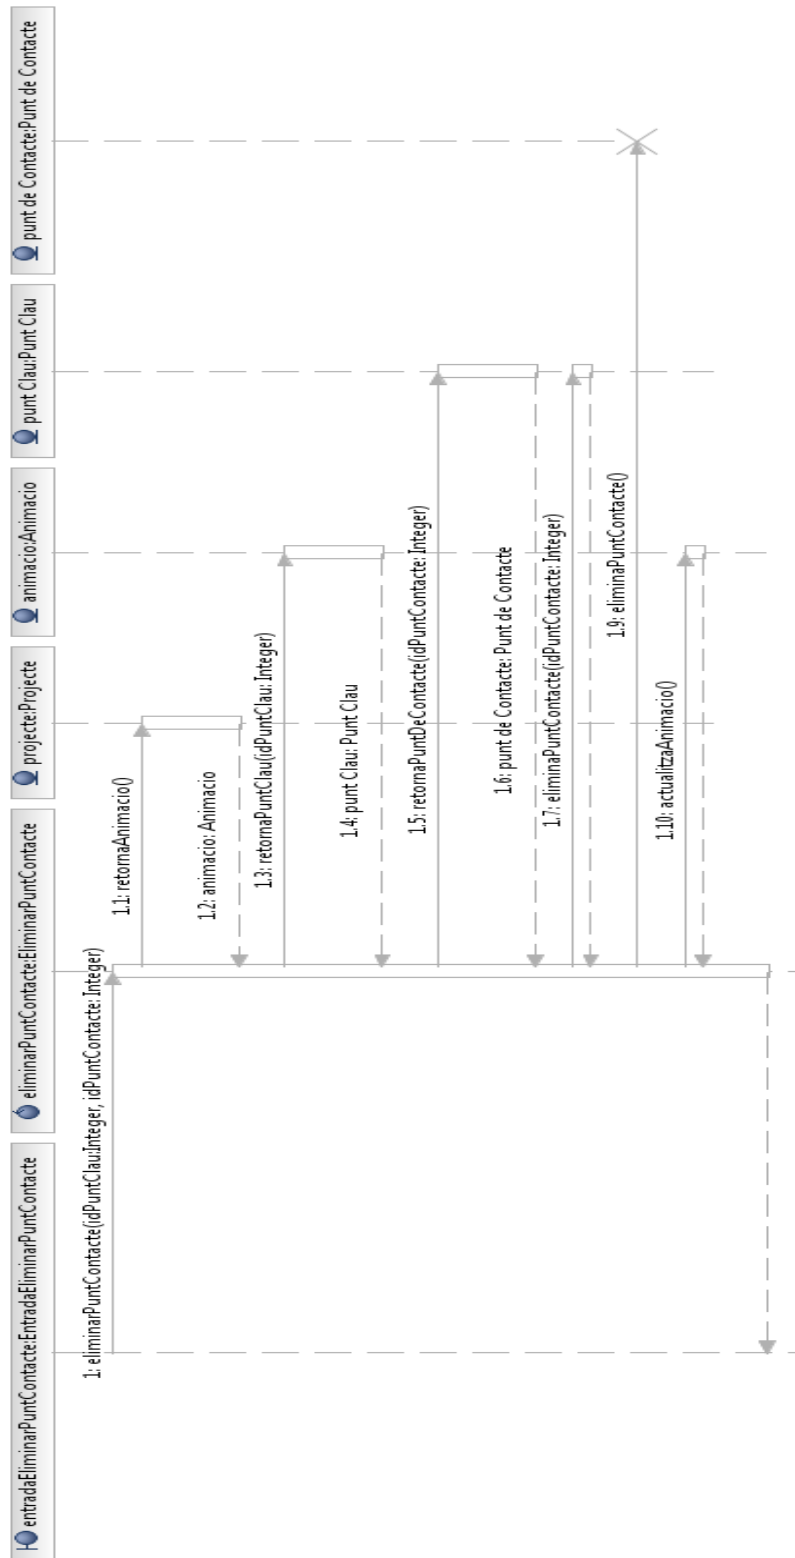 entradaEliminarPuntContacte:EntradaEliminarPuntContacte
eliminarPuntContacte:EliminarPuntContacte
projecte:Projecte
animacio:Animacio
punt Clau:Punt Clau
punt de Contacte:Punt de Contacte
1: eliminarPuntContacte(idPuntClau:Integer, idPuntContacte: Integer)
1.1: retornaAnimacio()
1.2: animacio: Animacio
1.3: retornaPuntClau(idPuntClau: Integer)
1.4: punt Clau: Punt Clau
1.5: retornaPuntDeContacte(idPuntContacte: Integer)
1.6: punt de Contacte: Punt de Contacte
1.7: eliminaPuntContacte(idPuntContacte: Integer)
1.9: eliminaPuntContacte()
1.10: actualitzaAnimacio()